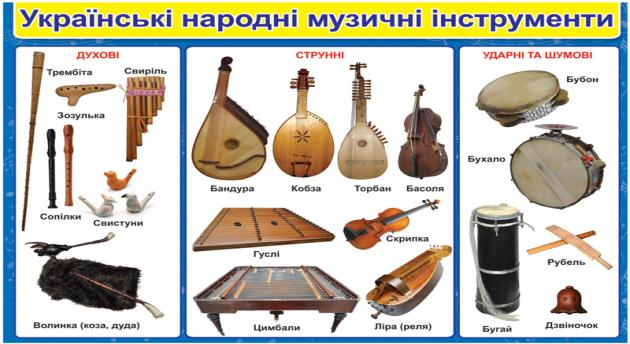 Українські народні музичні інструменти
ДУХОВІ
Трембіта
Свиріль
Зозулька
Сопілки
Свистуни
Волинка (коза, дуда)
СТРУННІ
Бандура
Кобза
Торбан
Басоля
Гуслі
Скрипка
Цимбали
Ліра (реля)
УДАРНІ ТА ШУМОВІ
Бубон
Бухало
Рубель
Бугай
Дзвіночок